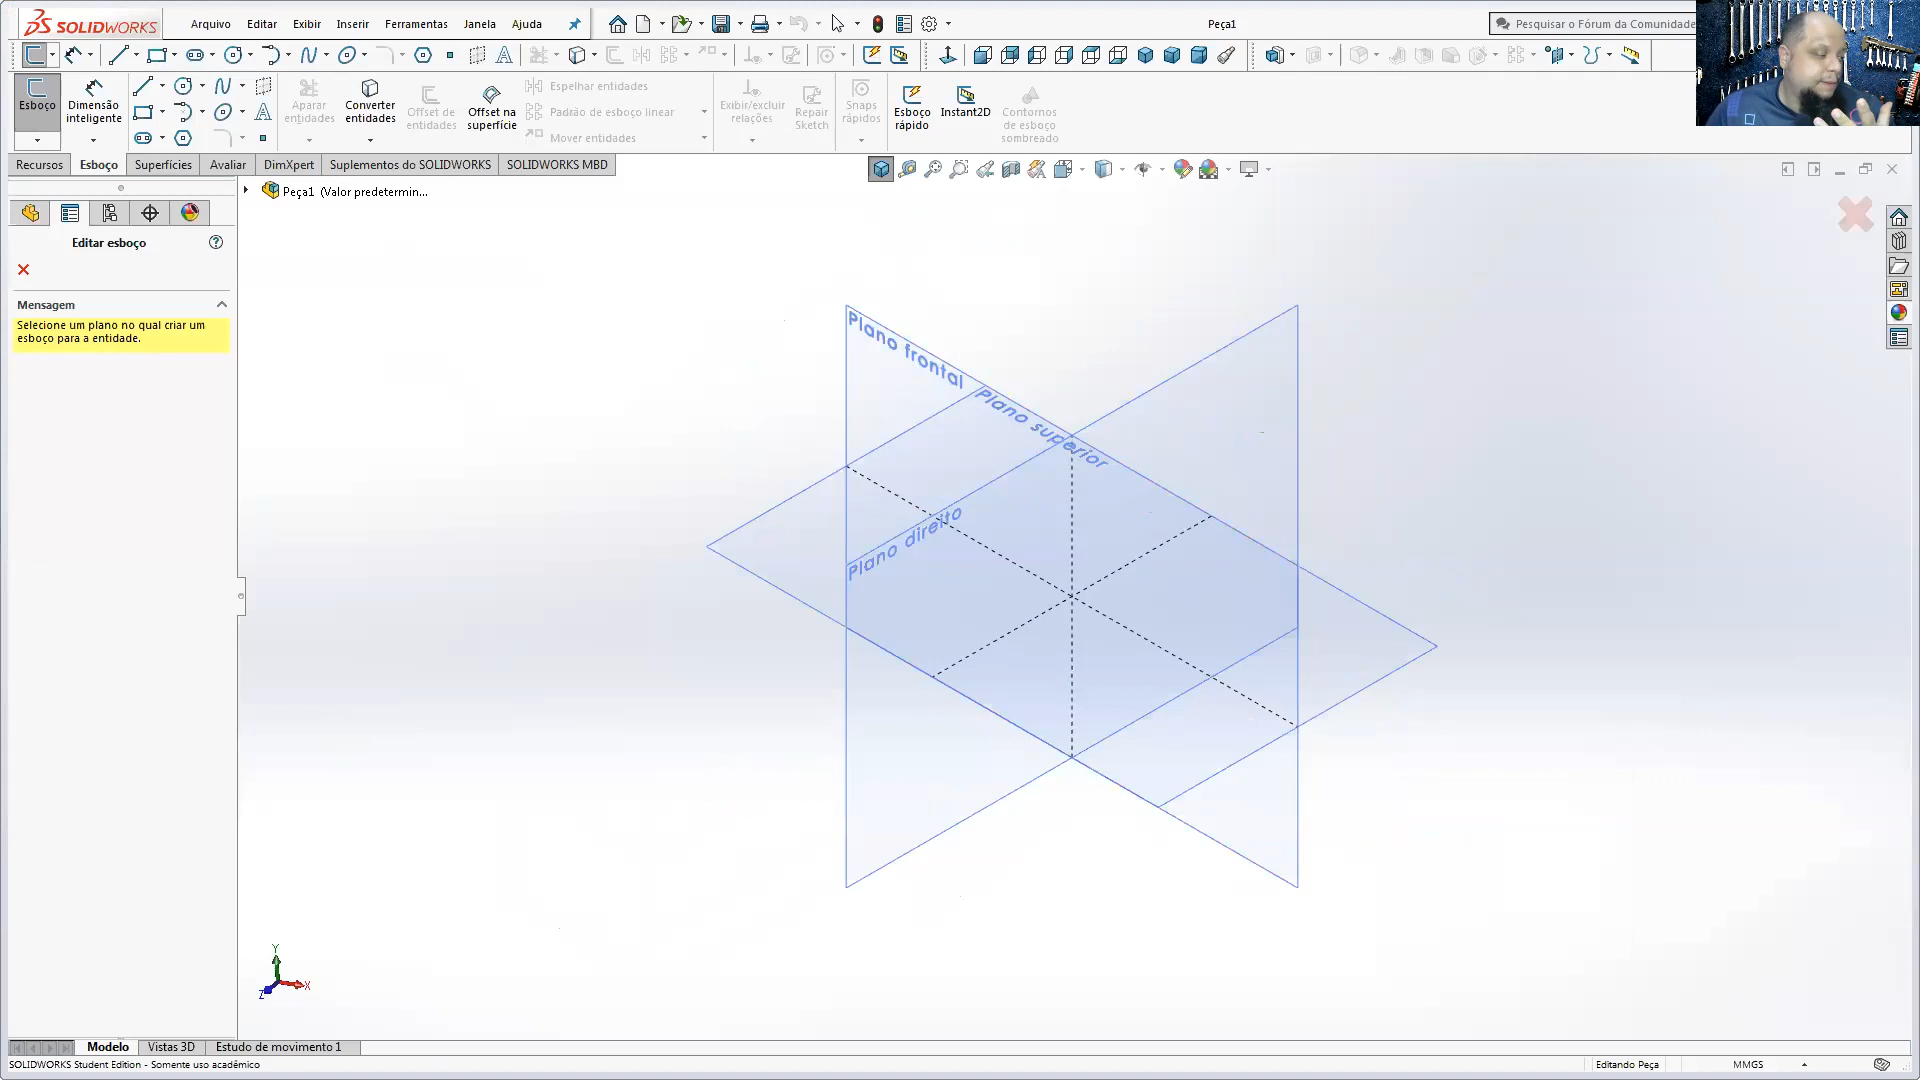 SOLIDWORKS
Arquivo Editar Exibir Inserir Ferramentas Janela Ajuda
Peça1
Pesquisar o Fórum da Comunidade
Esboço
Dimensão
inteligente
Aparar
entidades
Converter
entidades
Offset de
entidades
Offset na
superfície
Espelhar entidades
Padrão de esboço linear
Mover entidades
Exibir/excluir
relações
Repair
Sketch
Snaps
rápidos
Esboço
rápido
Instant2D
Contornos
de esboço
sombreado
Recursos Esboço Superfícies Avaliar DimXpert Suplementos do SOLIDWORKS SOLIDWORKS MBD
Peça1 (Valor predetermin...
Editar esboço
Mensagem
Selecione um plano no qual criar um
esboço para a entidade.
Plano frontal
Plano superior
Plano direito
Y
X
Z
Modelo Vistas 3D Estudo de movimento 1
SOLIDWORKS Student Edition - Somente uso acadêmico
Editando Peça
MMGS